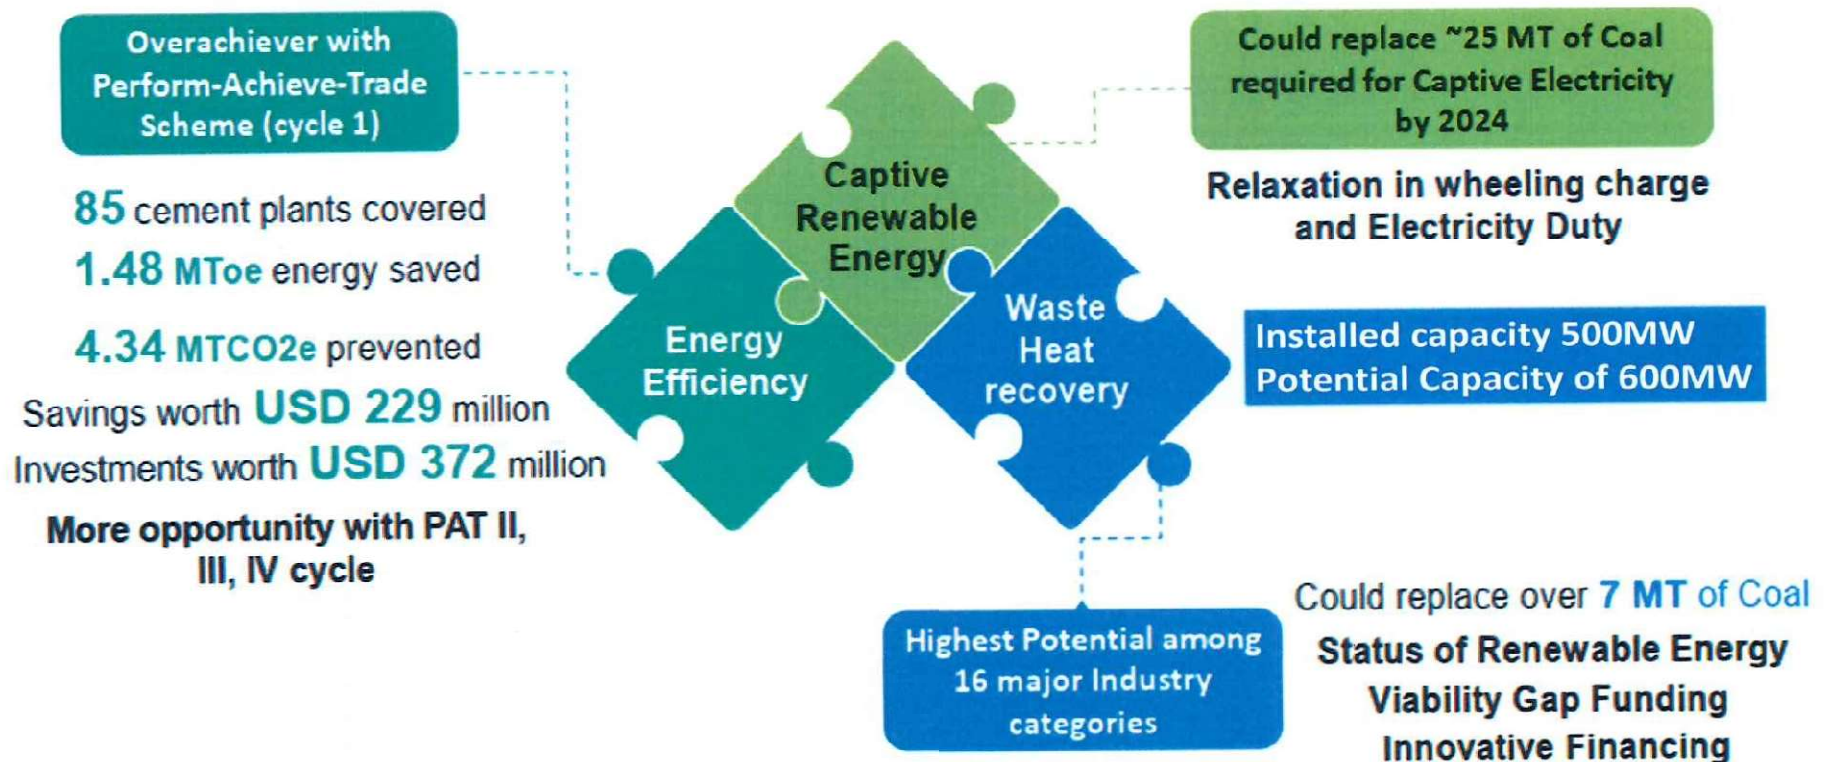 Overachiever with
Perform-Achieve-Trade
Scheme (cycle 1)
85 cement plants covered
1.48 MToe energy saved
4.34 MTCO2e prevented
Savings worth USD 229 million
Investments worth USD 372 million
More opportunity with PAT II,
III, IV cycle
Captive
Renewable
Energy
Energy
Efficiency
Waste
Heat
recovery
Could replace ~25 MT of Coal
required for Captive Electricity
by 2024
Relaxation in wheeling charge
and Electricity Duty
Installed capacity 500MW
Potential Capacity of 600MW
Highest Potential among
16 major Industry
categories
Could replace over 7 MT of Coal
Status of Renewable Energy
Viability Gap Funding
Innovative Financing